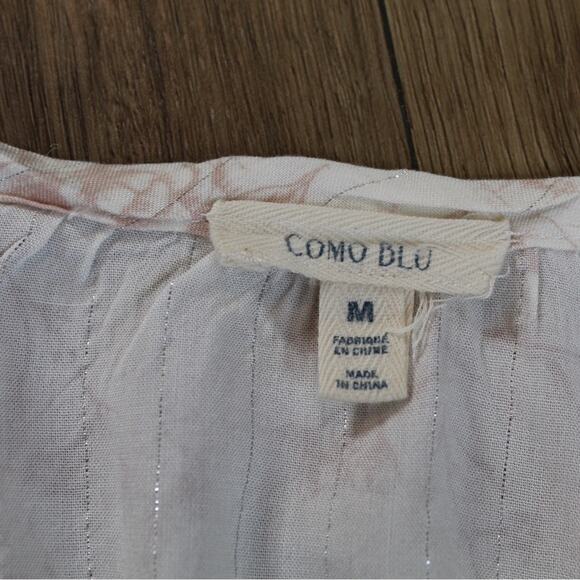 COMO BLU
M
FABRIQUÉ
EN CHINE
MADE
IN CHINA